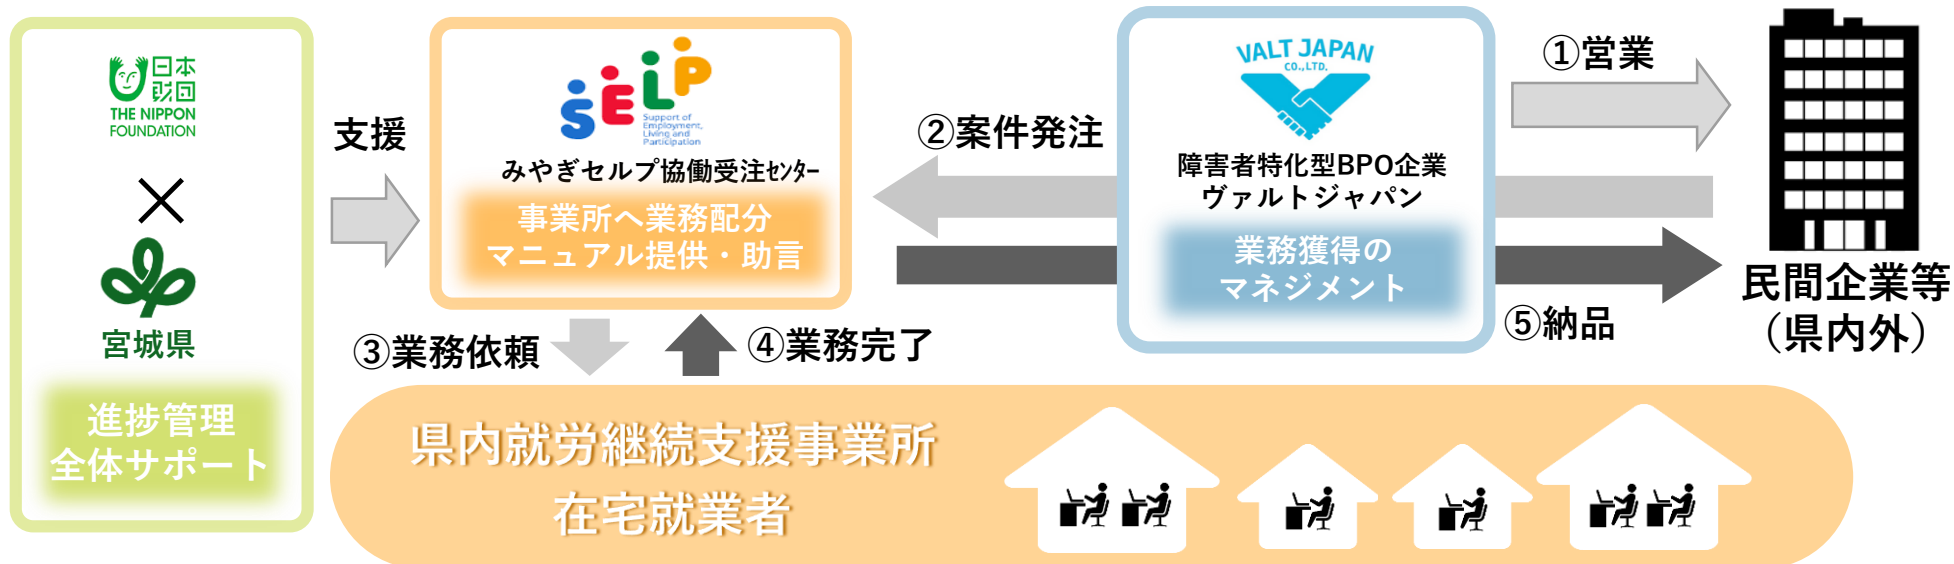 日本
財団
THE NIPPON
FOUNDATION
宮城県
進捗管理
全体サポート
支援
SELP
Support of
Employment,
Living and
Participation
みやぎセルプ協働受注ｾﾝﾀｰ
事業所へ業務配分
マニュアル提供・助言
②案件発注
VALT JAPAN
CO.,LTD.
障害者特化型BPO企業
ヴァルトジャパン
業務獲得の
マネジメント
①営業
⑤納品
民間企業等
（県内外）
③業務依頼
④業務完了
県内就労継続支援事業所
在宅就業者